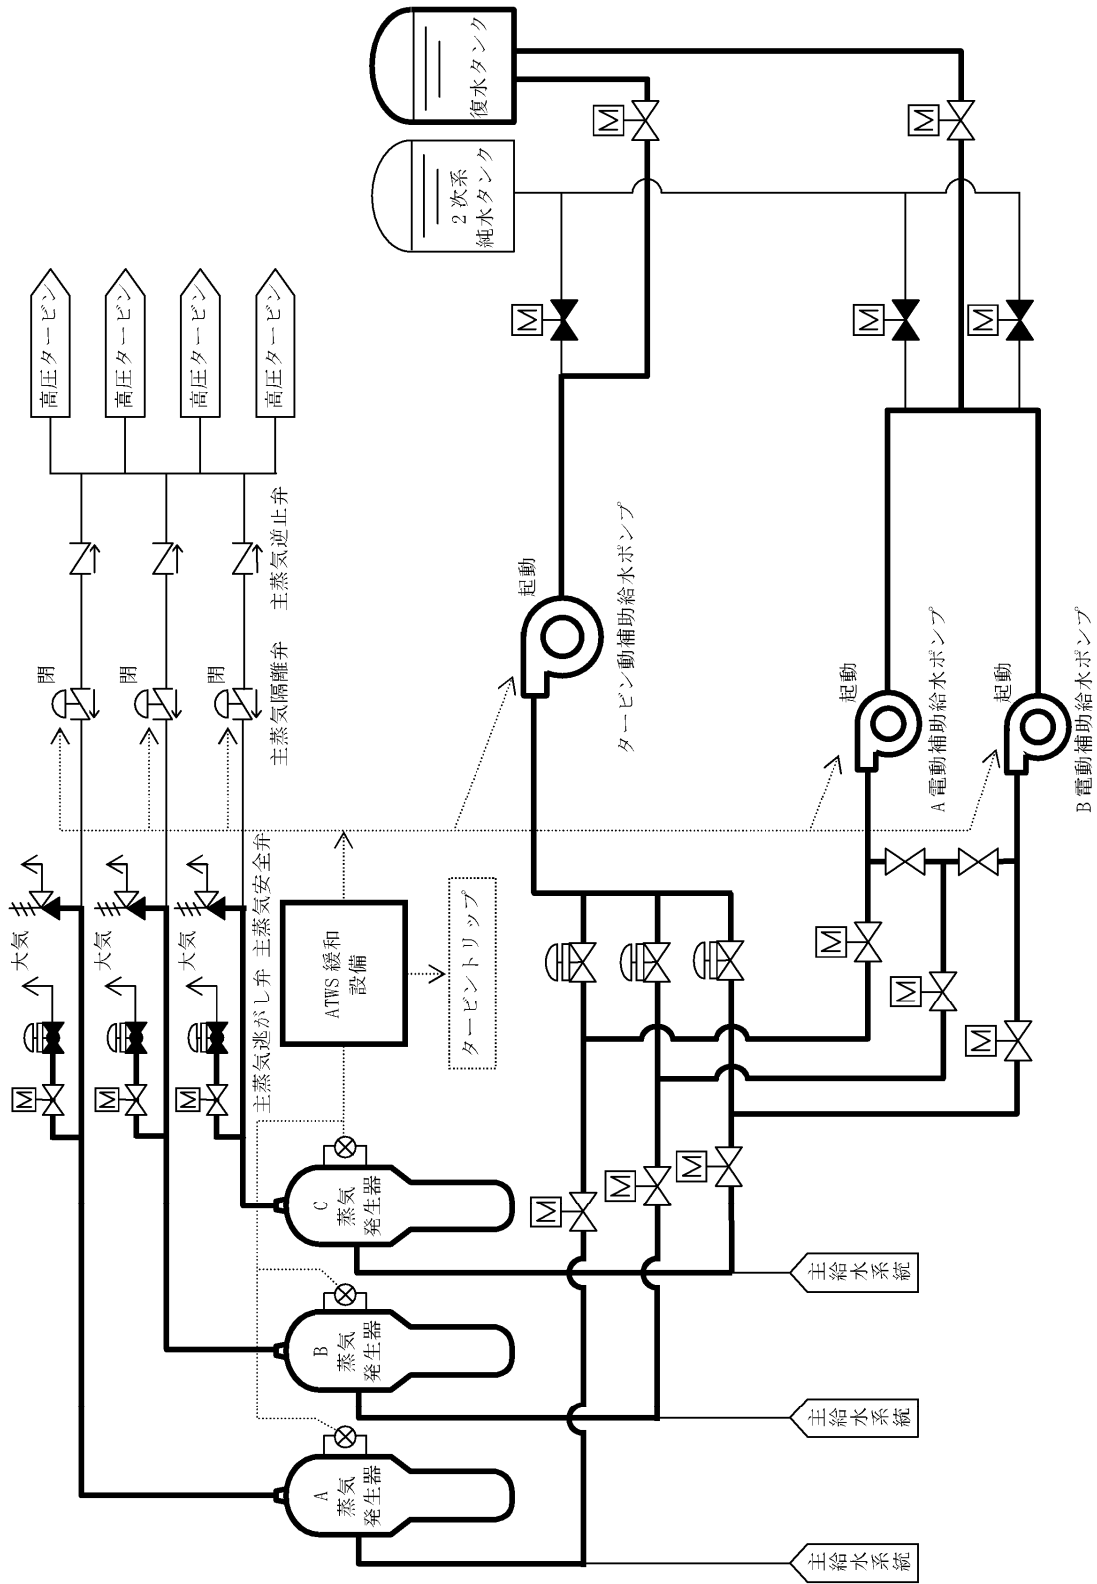 高圧タービン
高圧タービン
高圧タービン
高圧タービン
復水タンク
2次系
純水タンク
M
M
M
M
M
主蒸気逆止弁
閉
閉
閉
主蒸気隔離弁
起動
タービン動補助給水ポンプ
起動
A電動補助給水ポンプ
起動
B電動補助給水ポンプ
大気
大気
大気
主蒸気安全弁
主蒸気逃がし弁
M
M
M
ATWS緩和
設備
タービントリップ
M
M
M
M
M
M
A
蒸気
発生器
B
蒸気
発生器
C
蒸気
発生器
主給水系統
主給水系統
主給水系統